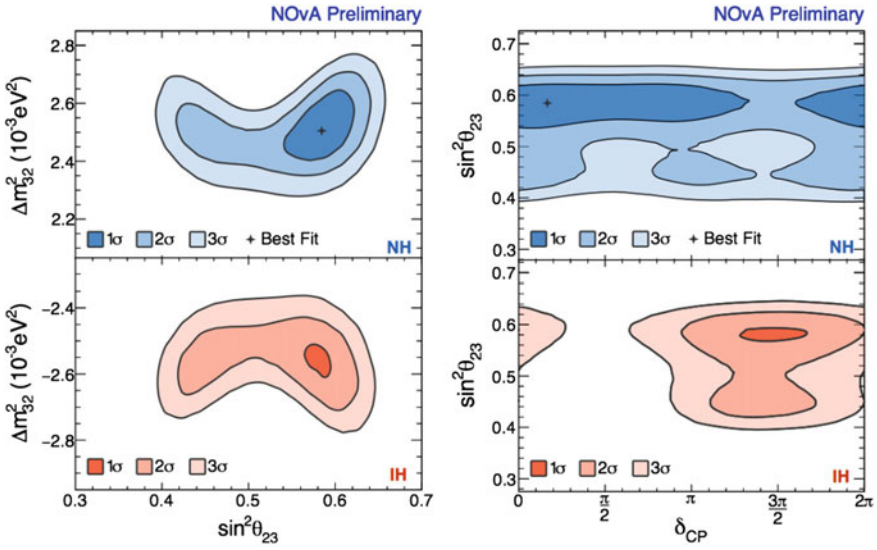 NOvA Preliminary
Δm²₃₂ (10⁻³eV²)
2.8
2.6
2.4
2.2
1σ 2σ 3σ + Best Fit
NH
Δm²₃₂ (10⁻³eV²)
−2.4
−2.6
−2.8
1σ 2σ 3σ
IH
0.3 0.4 0.5 0.6 0.7
sin²θ₂₃
NOvA Preliminary
sin²θ₂₃
0.7
0.6
0.5
0.4
0.3
1σ 2σ 3σ + Best Fit
NH
sin²θ₂₃
0.7
0.6
0.5
0.4
0.3
1σ 2σ 3σ
IH
0 π/2 π 3π/2 2π
δCP